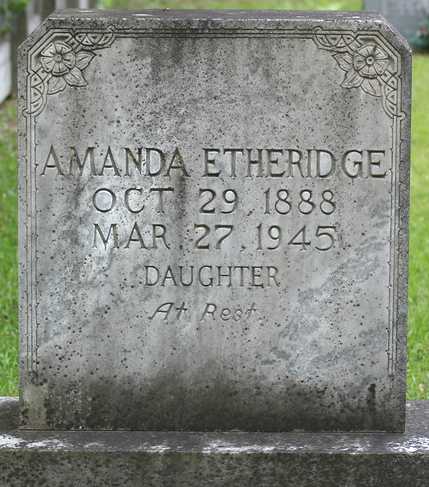 AMANDA ETHERIDGE
OCT 29 1888
MAR 27 1945
DAUGHTER
At Rest